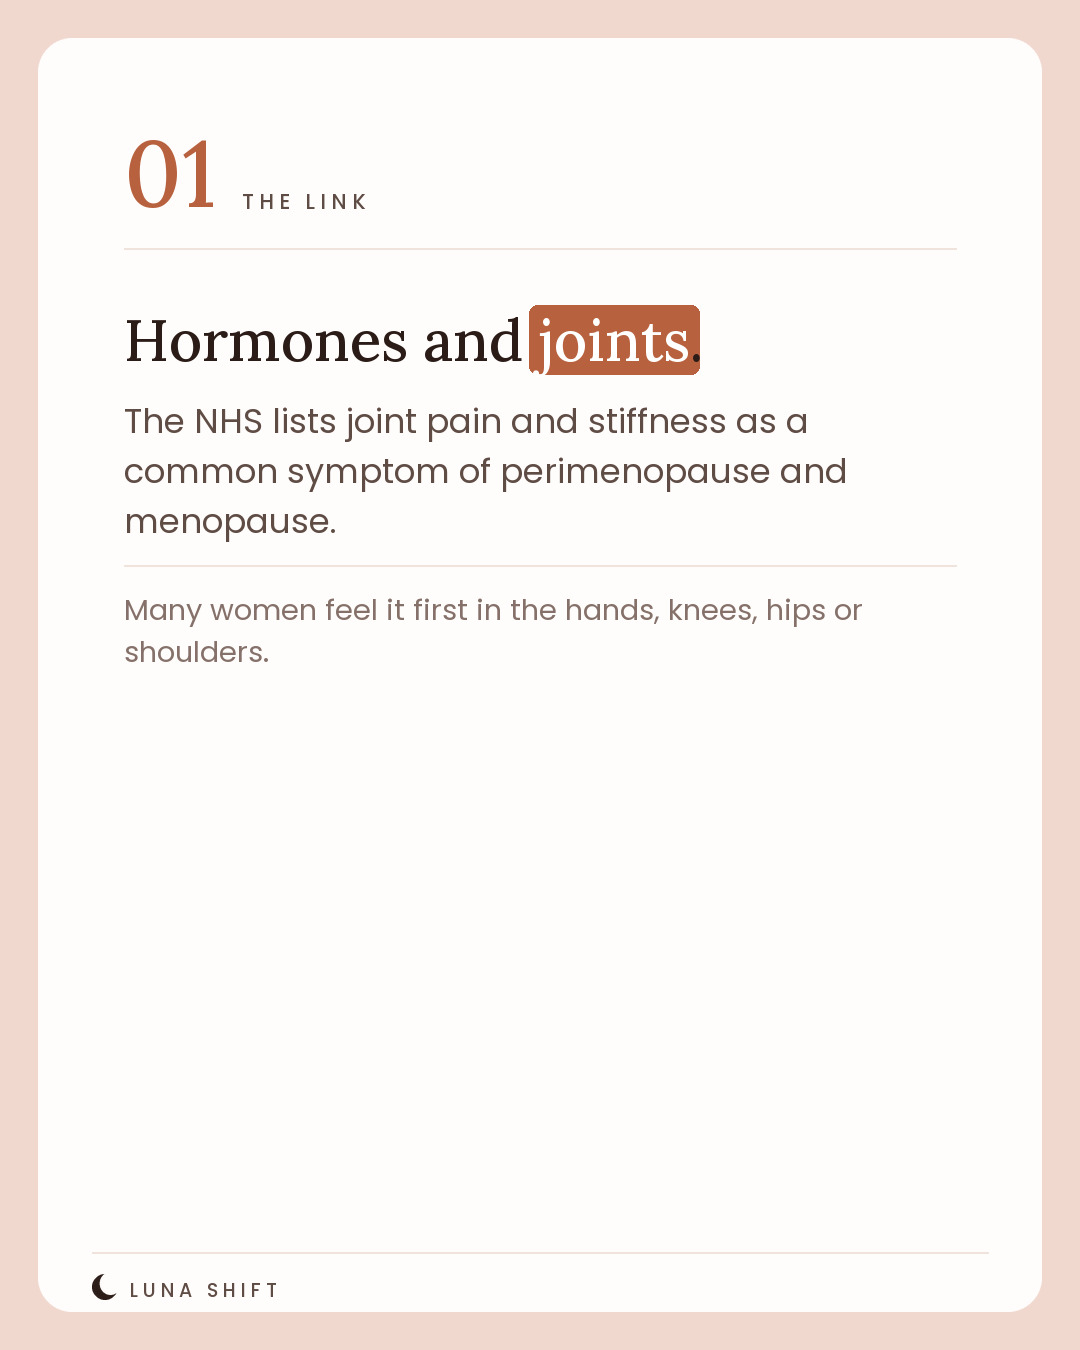 01 THE LINK
Hormones and joints.
The NHS lists joint pain and stiffness as a
common symptom of perimenopause and
menopause.
Many women feel it first in the hands, knees, hips or
shoulders.
LUNA SHIFT